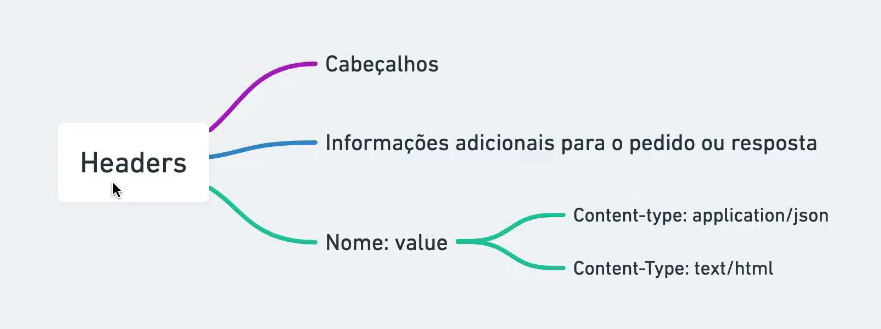 Headers
Cabeçalhos
Informações adicionais para o pedido ou resposta
Nome: value
Content-type: application/json
Content-Type: text/html